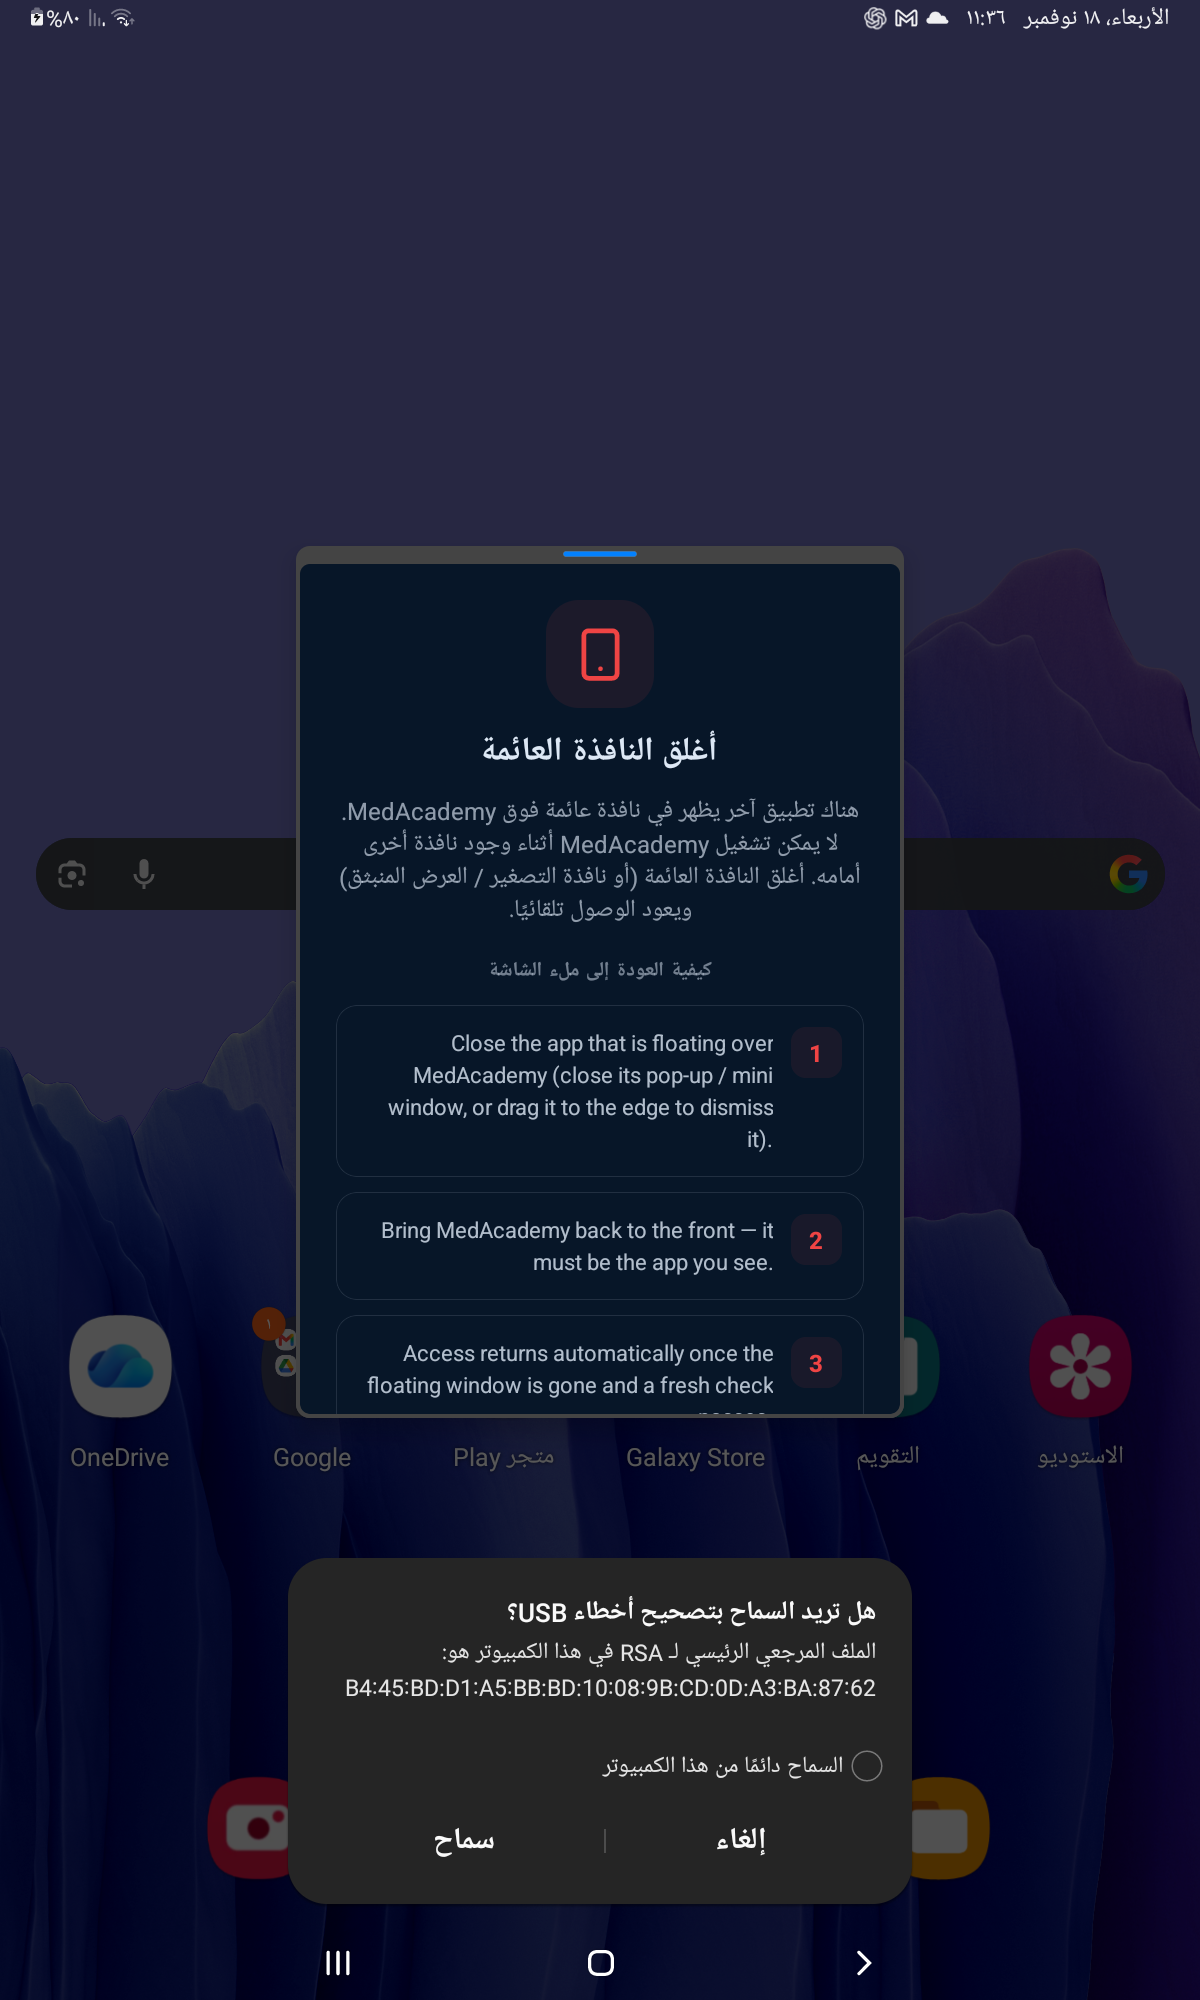 الأربعاء، ١٨ نوفمبر ١١:٣٦
٨٠%
أغلق النافذة العائمة
هناك تطبيق آخر يظهر في نافذة عائمة فوق MedAcademy.
لا يمكن تشغيل MedAcademy أثناء وجود نافذة أخرى
أمامه. أغلق النافذة العائمة (أو نافذة التصغير / العرض المنبثق)
ويعود الوصول تلقائيًا.
كيفية العودة إلى ملء الشاشة
1
Close the app that is floating over
MedAcademy (close its pop-up / mini
window, or drag it to the edge to dismiss
it).
2
Bring MedAcademy back to the front — it
must be the app you see.
3
Access returns automatically once the
floating window is gone and a fresh check
١
الاستوديو
التقويم
Galaxy Store
متجر Play
Google
OneDrive
هل تريد السماح بتصحيح أخطاء USB؟
الملف المرجعي الرئيسي لـ RSA في هذا الكمبيوتر هو:
B4:45:BD:D1:A5:BB:BD:10:08:9B:CD:0D:A3:BA:87:62
السماح دائمًا من هذا الكمبيوتر
إلغاء
سماح